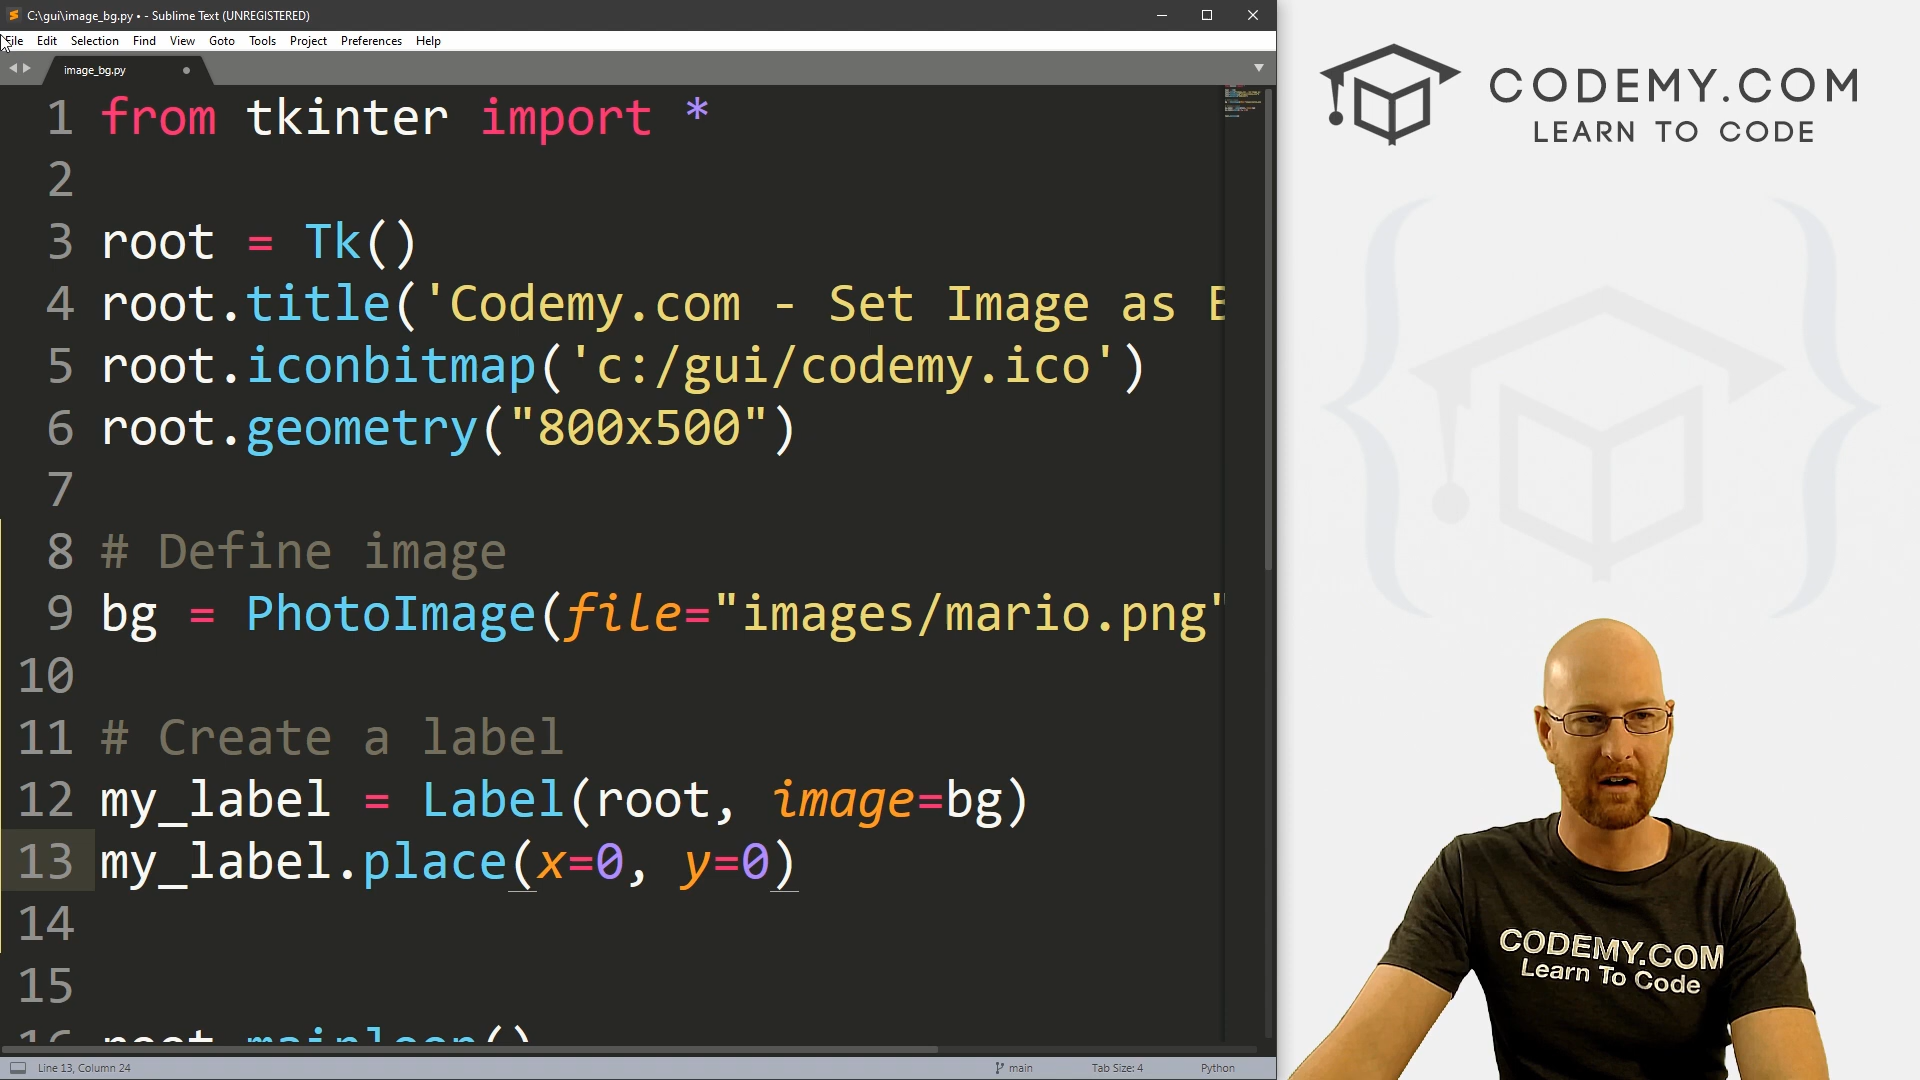 C:\gui\image_bg.py • - Sublime Text (UNREGISTERED)
File Edit Selection Find View Goto Tools Project Preferences Help
image_bg.py
1 from tkinter import *
2
3 root = Tk()
4 root.title('Codemy.com - Set Image as B
5 root.iconbitmap('c:/gui/codemy.ico')
6 root.geometry("800x500")
7
8 # Define image
9 bg = PhotoImage(file="images/mario.png"
10
11 # Create a label
12 my_label = Label(root, image=bg)
13 my_label.place(x=0, y=0)
14
15
16 root.mainloop()
Line 13, Column 24
main
Tab Size: 4
Python
CODEMY.COM
LEARN TO CODE
CODEMY.COM
Learn To Code